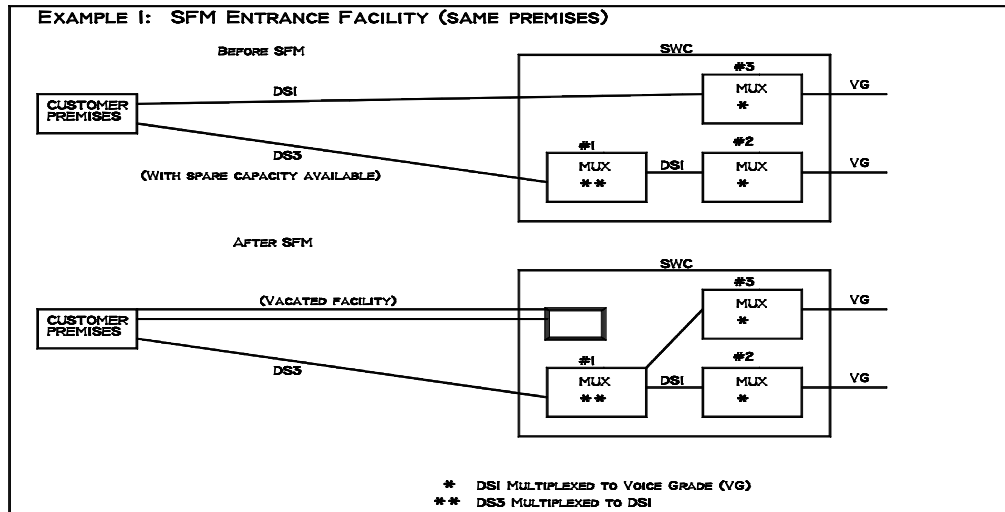 EXAMPLE 1: SFM ENTRANCE FACILITY (SAME PREMISES)
BEFORE SFM
SWC
#3
MUX
*
VG
DS1
CUSTOMER
PREMISES
DS3
(WITH SPARE CAPACITY AVAILABLE)
#1
MUX
**
DS1
#2
MUX
*
VG
AFTER SFM
SWC
#3
MUX
*
VG
(VACATED FACILITY)
CUSTOMER
PREMISES
DS3
#1
MUX
**
DS1
#2
MUX
*
VG
* DS1 MULTIPLEXED TO VOICE GRADE (VG)
** DS3 MULTIPLEXED TO DS1